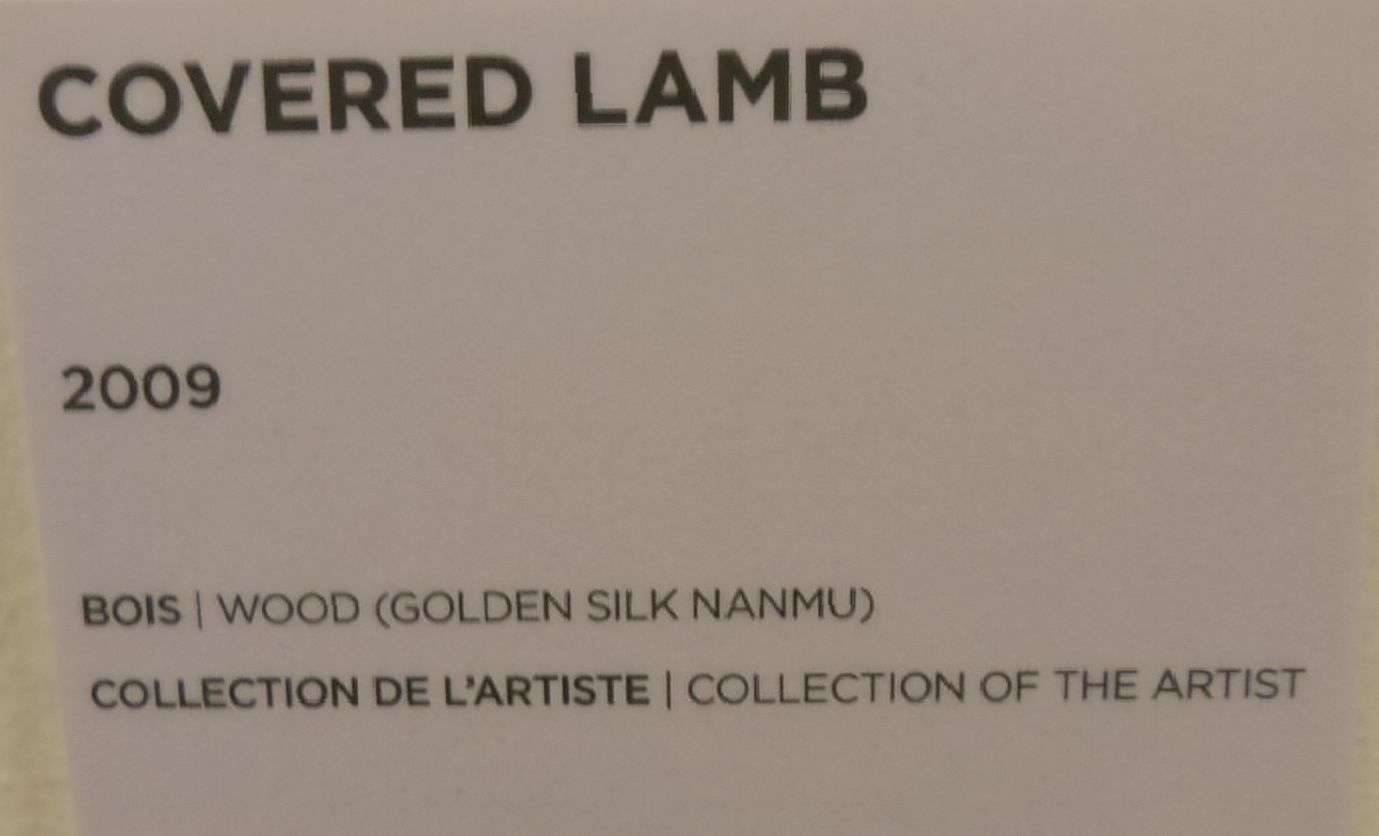 COVERED LAMB
2009
BOIS | WOOD (GOLDEN SILK NANMU)
COLLECTION DE L'ARTISTE | COLLECTION OF THE ARTIST